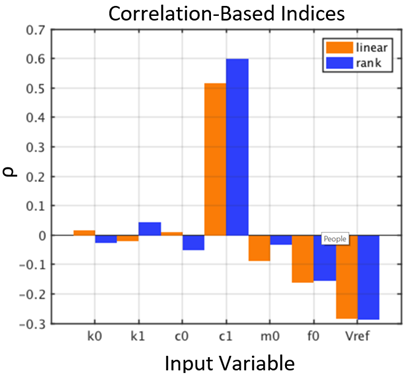 Correlation-Based Indices
linear
rank
ρ
0.7
0.6
0.5
0.4
0.3
0.2
0.1
0
-0.1
-0.2
-0.3
People
k0 k1 c0 c1 m0 f0 Vref
Input Variable